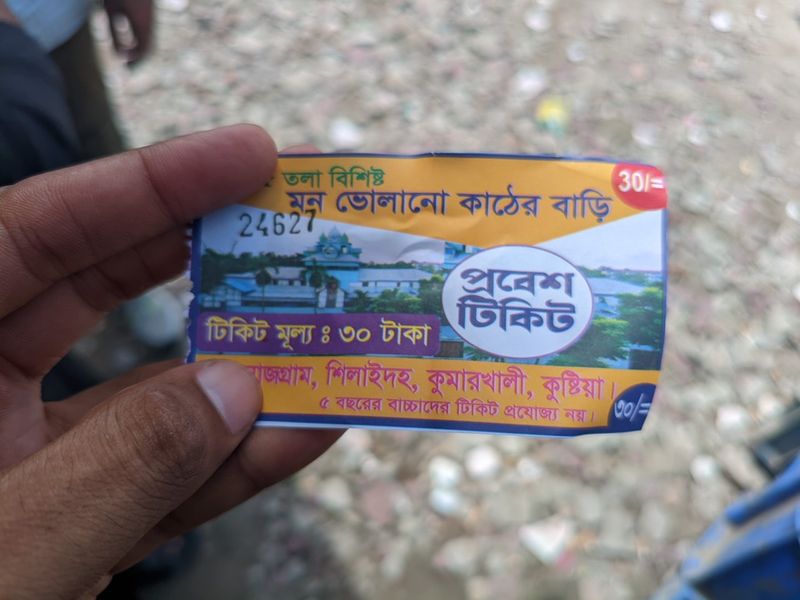 তলা বিশিষ্ট
30/=
মন ভোলানো কাঠের বাড়ি
24627
প্রবেশ
টিকিট
টিকিট মূল্য ঃ ৩০ টাকা
শিলাইদহ, কুমারখালী, কুষ্টিয়া।
৫ বছরের বাচ্চাদের টিকিট প্রযোজ্য নয়।
৩০/=